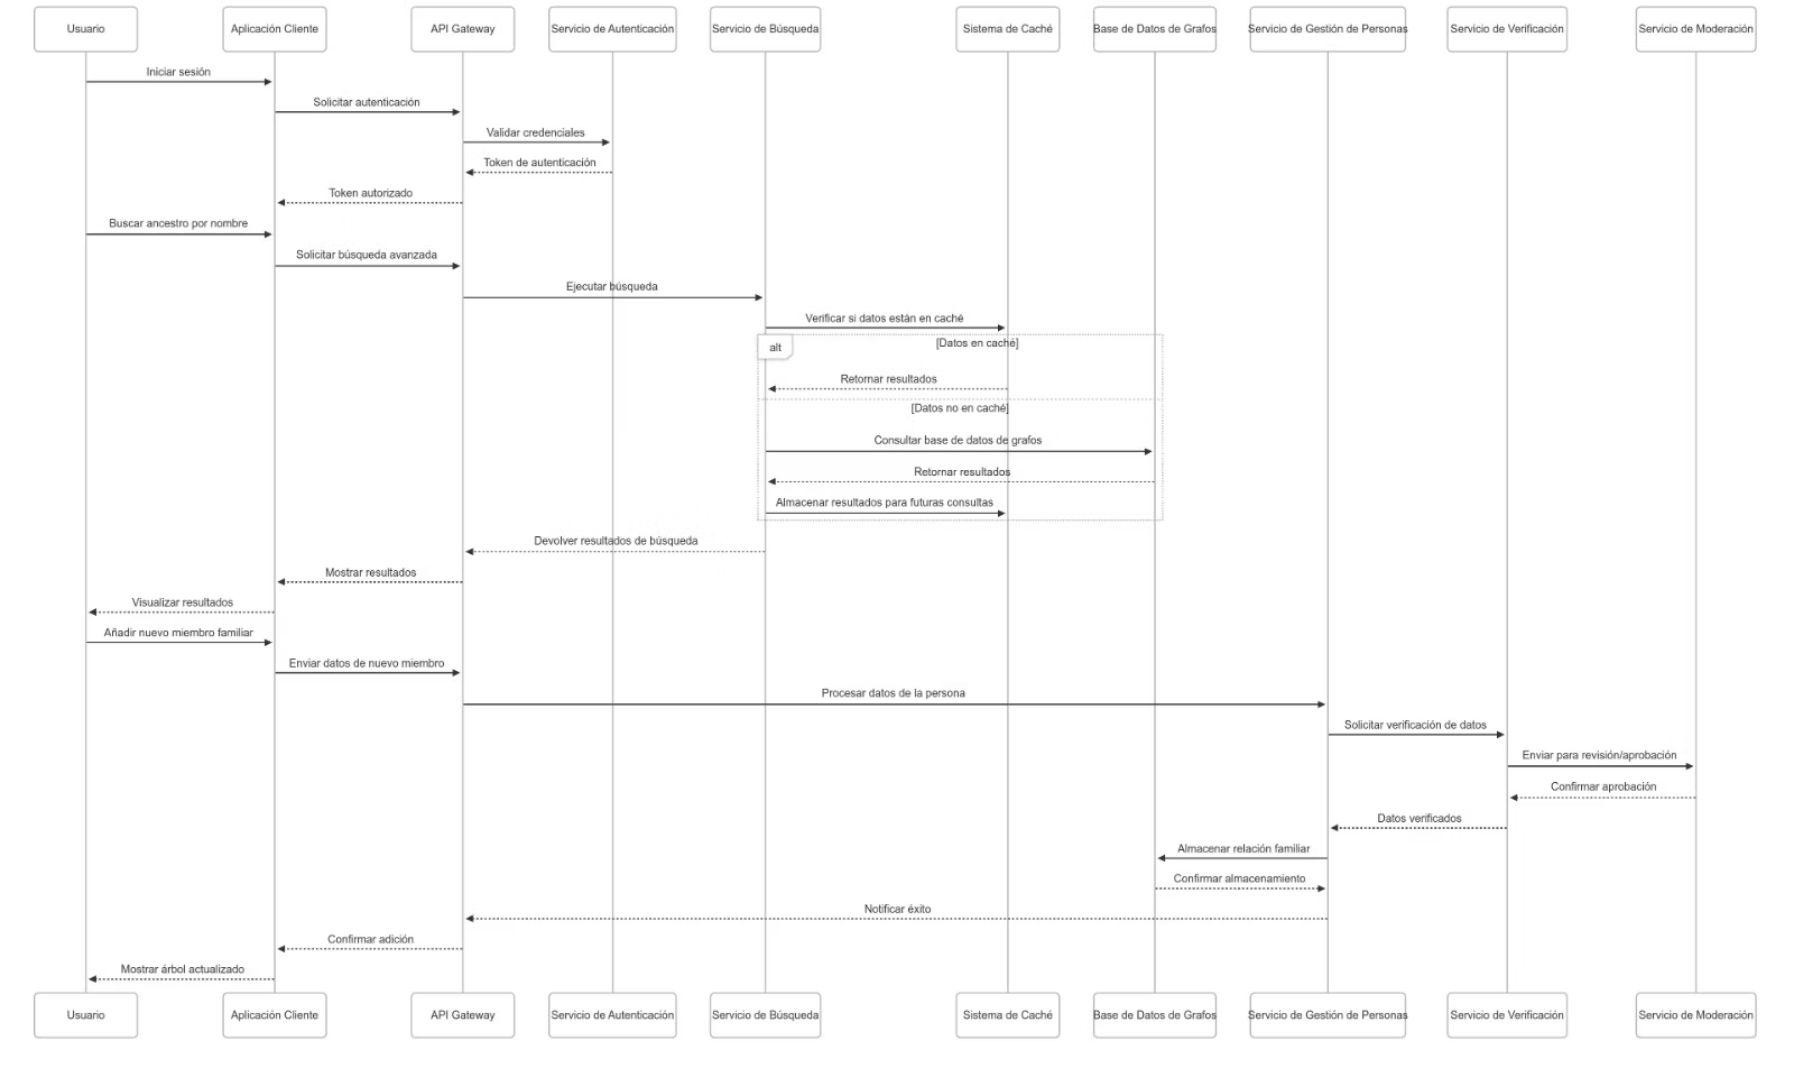 Usuario
Aplicación Cliente
API Gateway
Servicio de Autenticación
Servicio de Búsqueda
Sistema de Caché
Base de Datos de Grafos
Servicio de Gestión de Personas
Servicio de Verificación
Servicio de Moderación
Iniciar sesión
Solicitar autenticación
Validar credenciales
Token de autenticación
Token autorizado
Buscar ancestro por nombre
Solicitar búsqueda avanzada
Ejecutar búsqueda
Verificar si datos están en caché
alt
[Datos en caché]
Retornar resultados
[Datos no en caché]
Consultar base de datos de grafos
Retornar resultados
Almacenar resultados para futuras consultas
Devolver resultados de búsqueda
Mostrar resultados
Visualizar resultados
Añadir nuevo miembro familiar
Enviar datos de nuevo miembro
Procesar datos de la persona
Solicitar verificación de datos
Enviar para revisión/aprobación
Confirmar aprobación
Datos verificados
Almacenar relación familiar
Confirmar almacenamiento
Notificar éxito
Confirmar adición
Mostrar árbol actualizado
Usuario
Aplicación Cliente
API Gateway
Servicio de Autenticación
Servicio de Búsqueda
Sistema de Caché
Base de Datos de Grafos
Servicio de Gestión de Personas
Servicio de Verificación
Servicio de Moderación